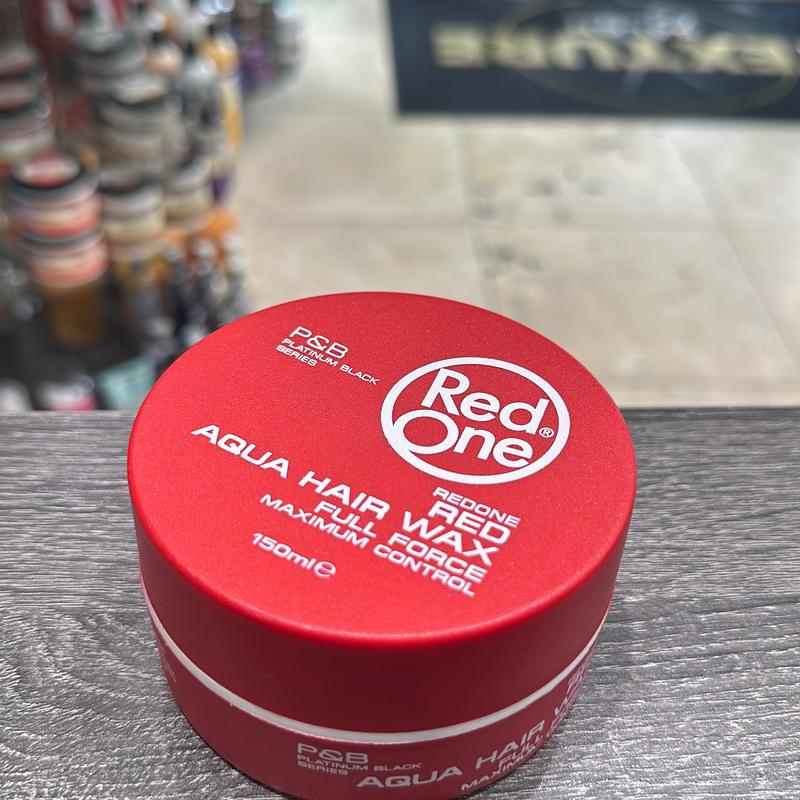 P&B
PLATINUM BLACK
SERIES
Red
One®
REDONE
RED
AQUA HAIR WAX
FULL FORCE
MAXIMUM CONTROL
150ml e
P&B
PLATINUM BLACK
SERIES
AQUA HAIR